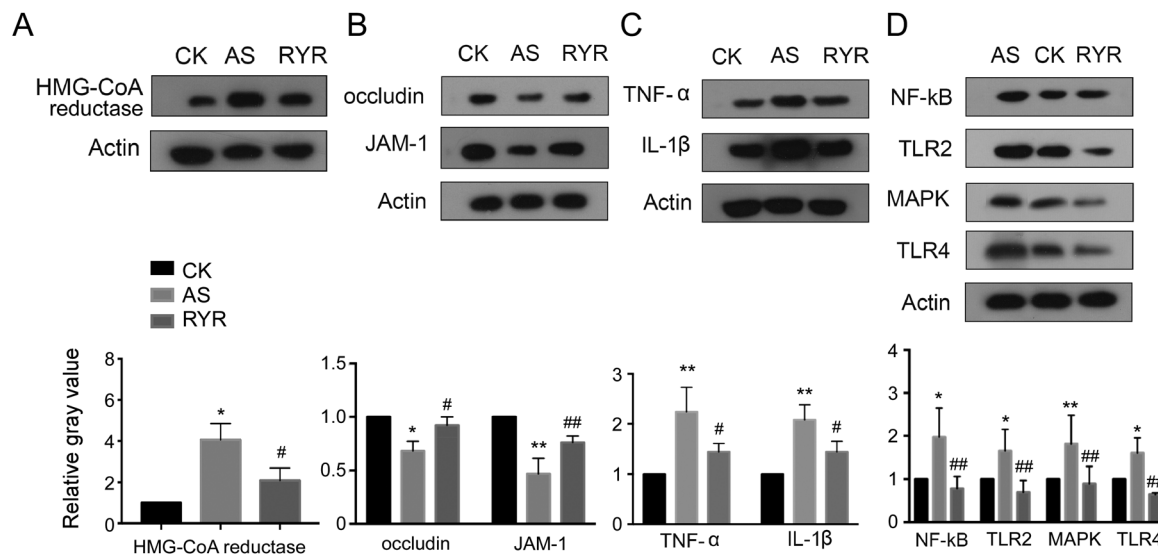 A
CK AS RYR
HMG-CoA
reductase
Actin
B
CK AS RYR
occludin
JAM-1
Actin
C
CK AS RYR
TNF-α
IL-1β
Actin
D
AS CK RYR
NF-kB
TLR2
MAPK
TLR4
Actin
CK
AS
RYR
Relative gray value
8
6
4
2
0
*
#
HMG-CoA reductase
1.5
1.0
0.5
0
*
#
**
##
occludin JAM-1
3
2
1
0
**
#
**
#
TNF-α IL-1β
4
2
1
0
*
##
*
##
**
##
*
##
NF-kB TLR2 MAPK TLR4